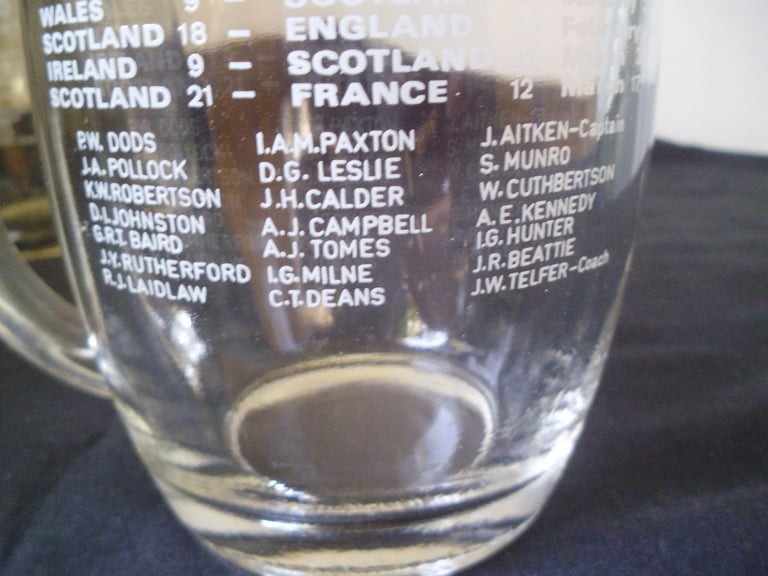 WALES 9 –
SCOTLAND 18 – ENGLAND
IRELAND 9 – SCOTLAND 
SCOTLAND 21 – FRANCE 12
P.W. DODS
J.A. POLLOCK
K.W. ROBERTSON
D.I. JOHNSTON
G.R.T. BAIRD
J.Y. RUTHERFORD
R.J. LAIDLAW
I.A.M. PAXTON
D.G. LESLIE
J.H. CALDER
A.J. CAMPBELL
A.J. TOMES
I.G. MILNE
C.T. DEANS
J. AITKEN–Captain
S. MUNRO
W. CUTHBERTSON
A.E. KENNEDY
I.G. HUNTER
J.R. BEATTIE
J.W. TELFER–Coach